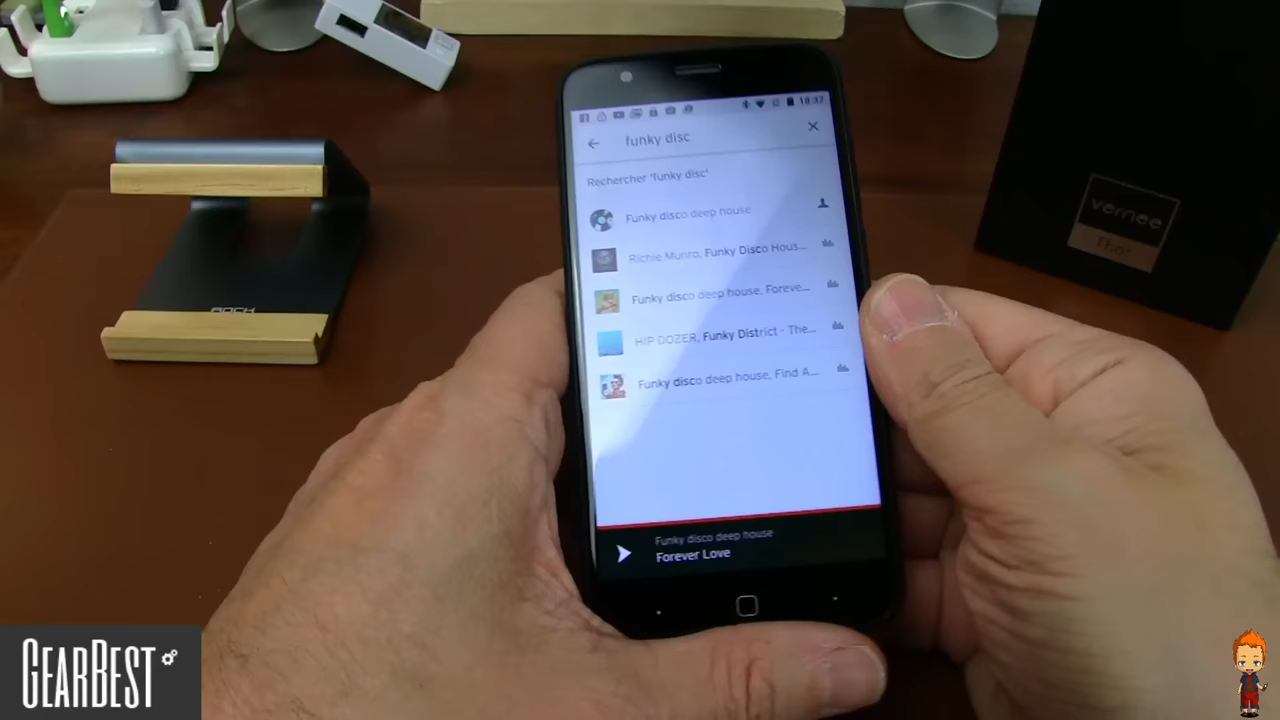 18:37
funky disc
Rechercher 'funky disc'
Funky disco deep house
Richie Munro, Funky Disco Hous...
Funky disco deep house, Foreve...
HIP DOZER, Funky District - The...
Funky disco deep house, Find A...
Funky disco deep house
Forever Love
ROCK
vernee
Thor
GEARBEST